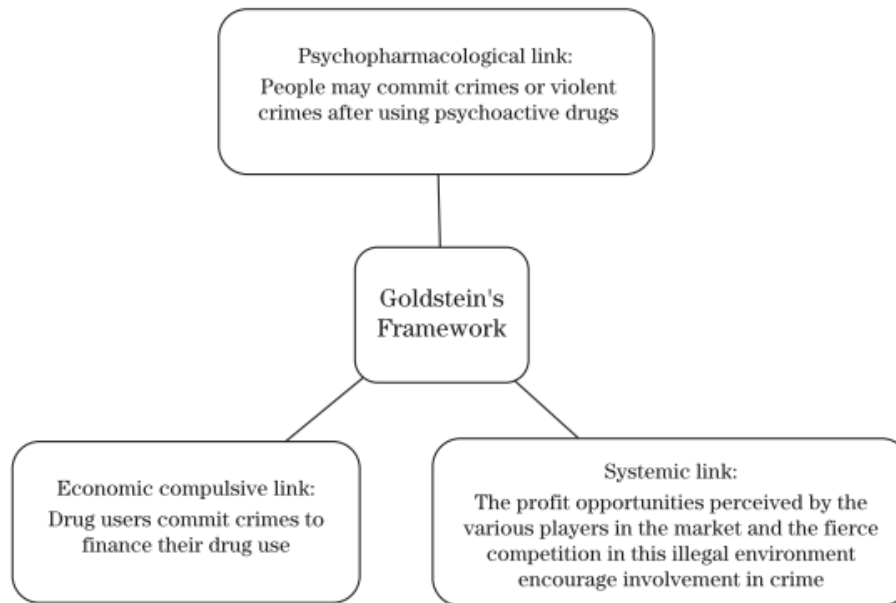 Psychopharmacological link:
People may commit crimes or violent
crimes after using psychoactive drugs
Goldstein's
Framework
Economic compulsive link:
Drug users commit crimes to
finance their drug use
Systemic link:
The profit opportunities perceived by the
various players in the market and the fierce
competition in this illegal environment
encourage involvement in crime